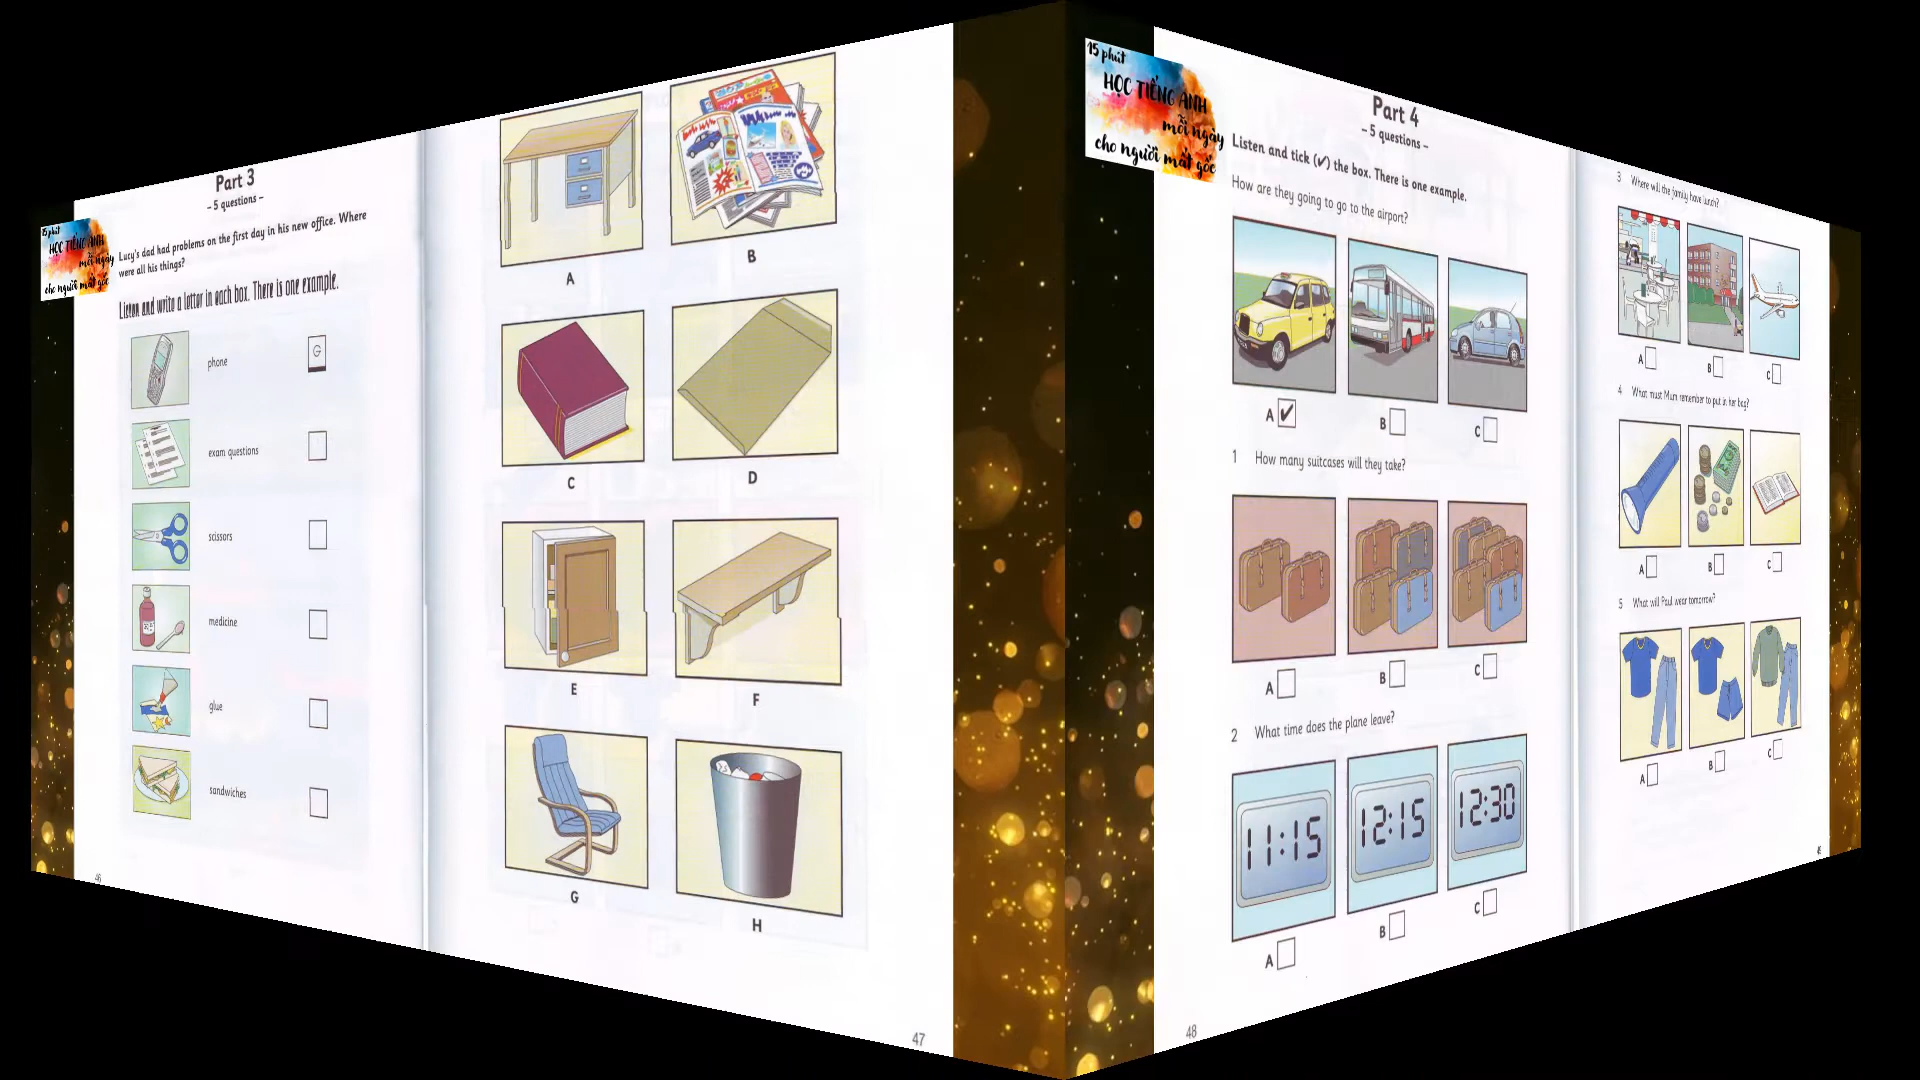 15 phút
HỌC TIẾNG ANH
mỗi ngày
cho người mất gốc
Part 3
– 5 questions –
Lucy's dad had problems on the first day in his new office. Where
were all his things?
Listen and write a letter in each box. There is one example.
phone
G
exam questions
scissors
medicine
glue
sandwiches
46
A
B
C
D
E
F
G
H
47
15 phút
HỌC TIẾNG ANH
mỗi ngày
cho người mất gốc
Part 4
– 5 questions –
Listen and tick (✔) the box. There is one example.
How are they going to go to the airport?
A ✔
B
C
1 How many suitcases will they take?
A
B
C
2 What time does the plane leave?
11:15
12:15
12:30
A
B
C
48
3 Where will the family have lunch?
A
B
C
4 What must Mum remember to put in her bag?
A
B
C
5 What will Paul wear tomorrow?
A
B
C